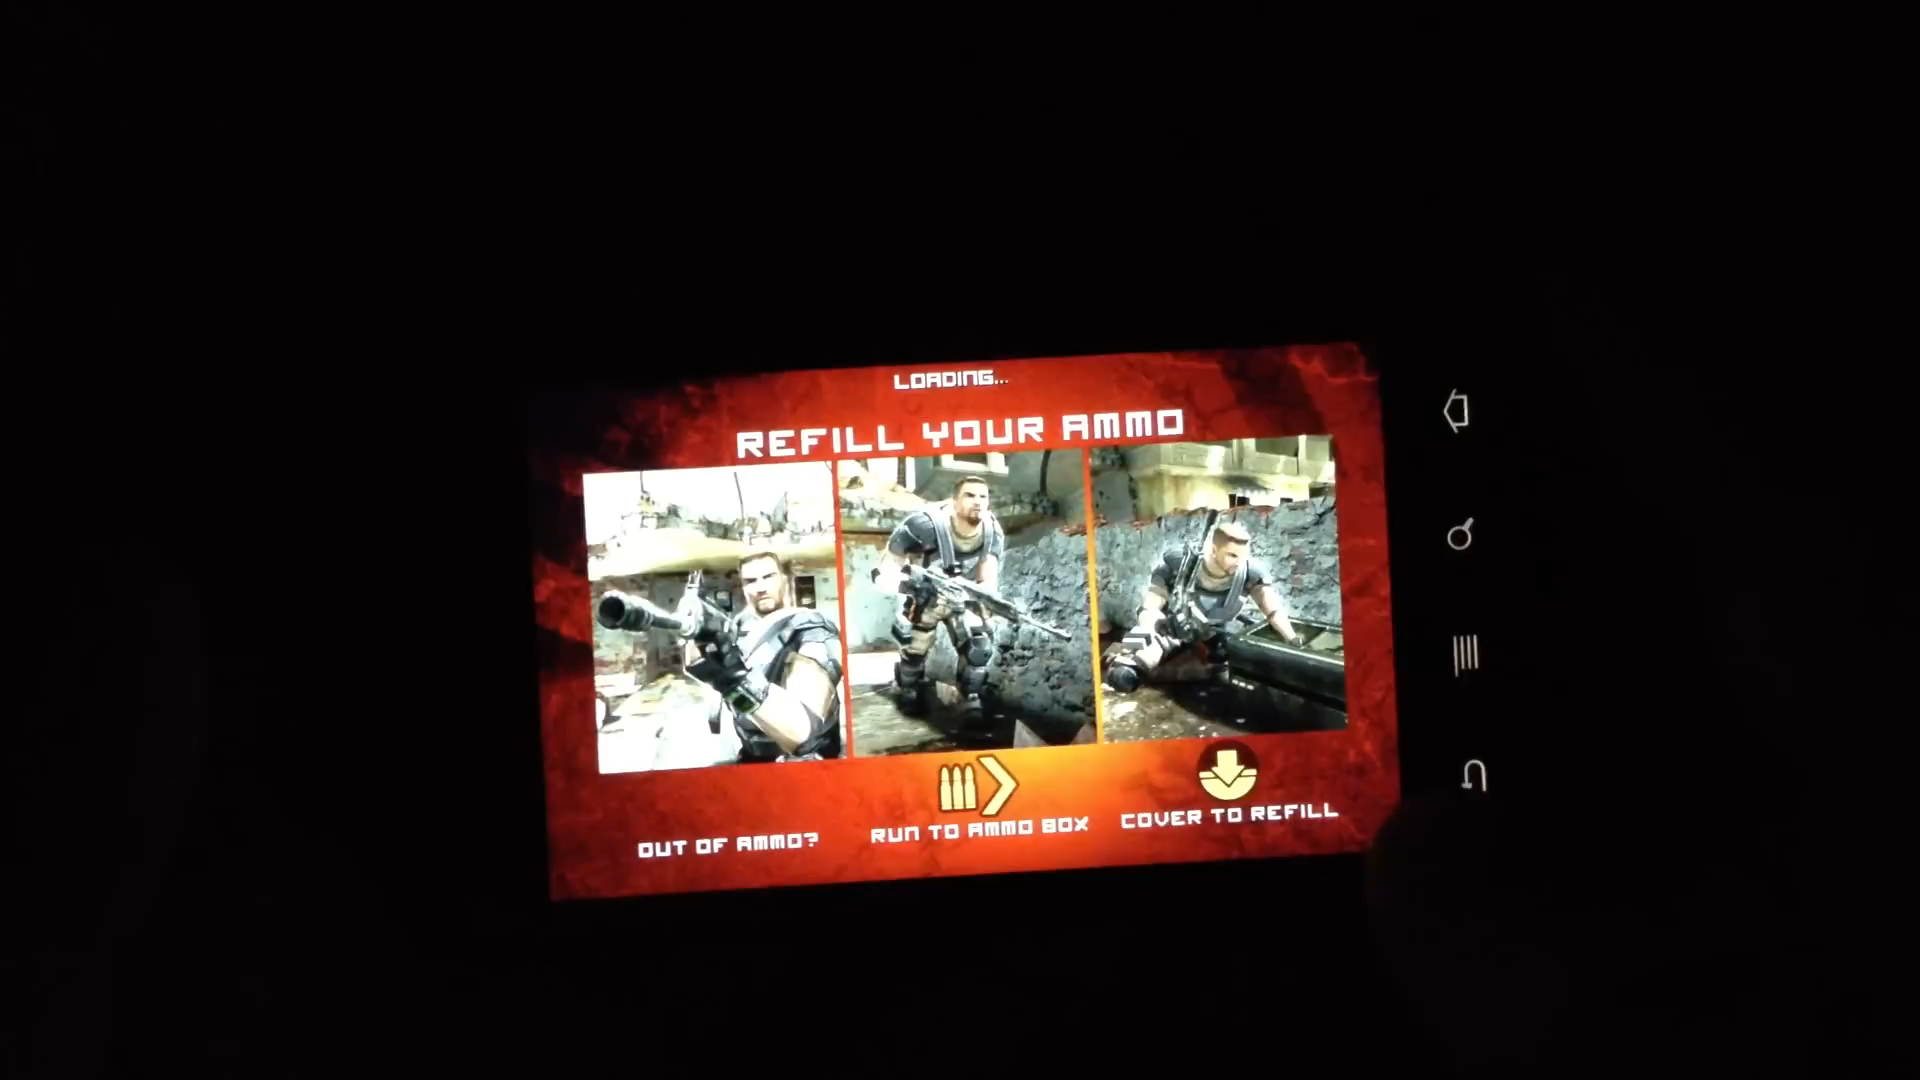 LOADING...
REFILL YOUR AMMO
OUT OF AMMO?
RUN TO AMMO BOX
COVER TO REFILL